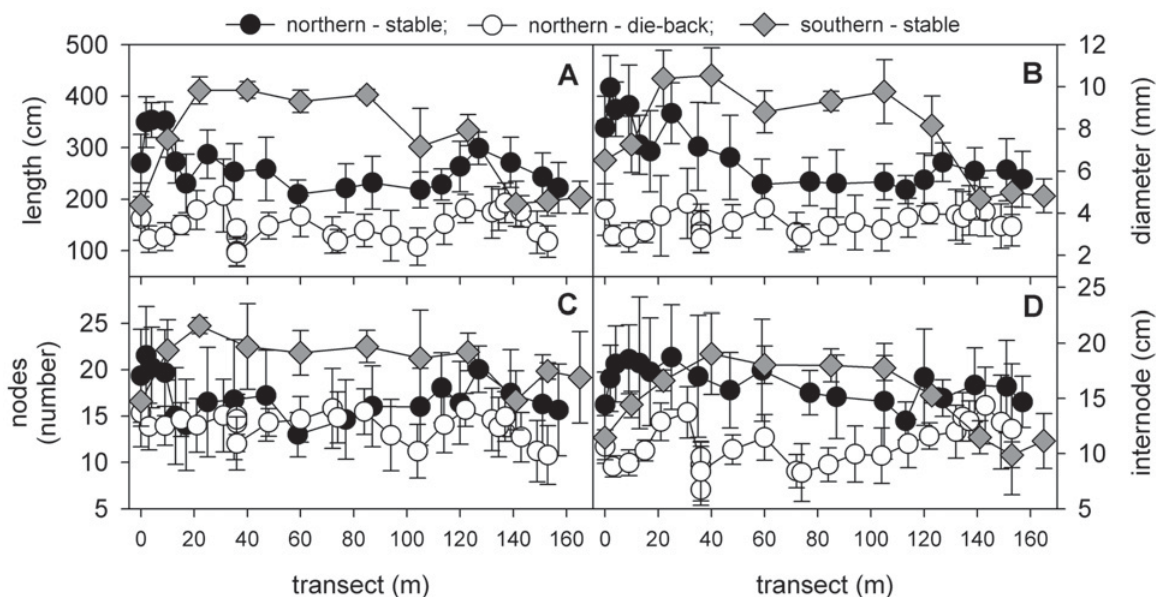 northern - stable; northern - die-back; southern - stable
500
400
300
200
100
length (cm)
A
B
12
10
8
6
4
2
diameter (mm)
25
20
15
10
5
nodes
(number)
C
D
25
20
15
10
5
internode (cm)
0 20 40 60 80 100 120 140 160
0 20 40 60 80 100 120 140 160
transect (m)
transect (m)